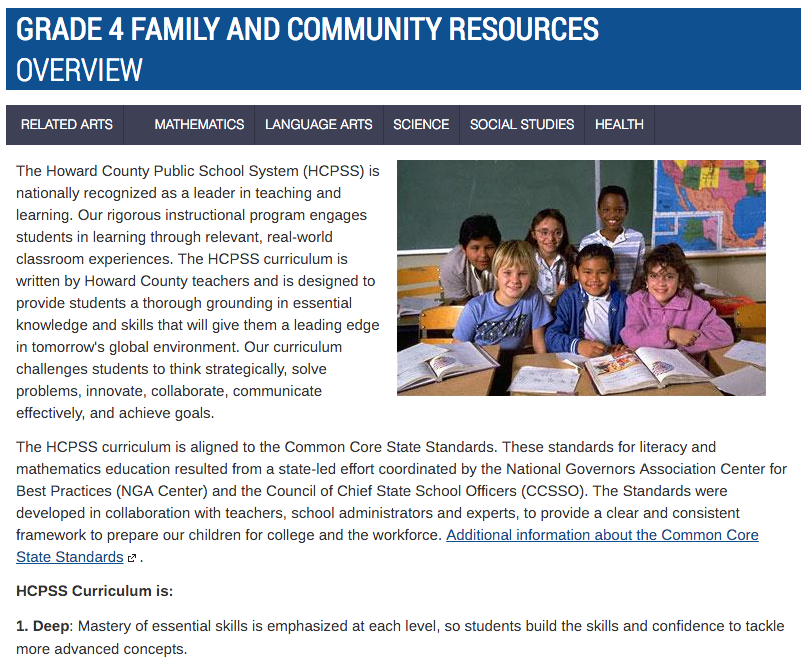 GRADE 4 FAMILY AND COMMUNITY RESOURCES
OVERVIEW
RELATED ARTS MATHEMATICS LANGUAGE ARTS SCIENCE SOCIAL STUDIES HEALTH
The Howard County Public School System (HCPSS) is
nationally recognized as a leader in teaching and
learning. Our rigorous instructional program engages
students in learning through relevant, real-world
classroom experiences. The HCPSS curriculum is
written by Howard County teachers and is designed to
provide students a thorough grounding in essential
knowledge and skills that will give them a leading edge
in tomorrow's global environment. Our curriculum
challenges students to think strategically, solve
problems, innovate, collaborate, communicate
effectively, and achieve goals.
The HCPSS curriculum is aligned to the Common Core State Standards. These standards for literacy and
mathematics education resulted from a state-led effort coordinated by the National Governors Association Center for
Best Practices (NGA Center) and the Council of Chief State School Officers (CCSSO). The Standards were
developed in collaboration with teachers, school administrators and experts, to provide a clear and consistent
framework to prepare our children for college and the workforce. Additional information about the Common Core
State Standards .
HCPSS Curriculum is:
1. Deep: Mastery of essential skills is emphasized at each level, so students build the skills and confidence to tackle
more advanced concepts.